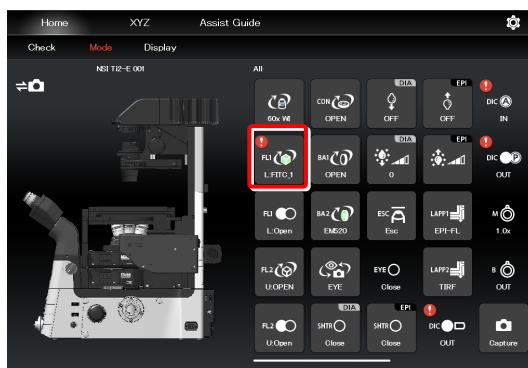 Home XYZ Assist Guide
Check Mode Display
NSI Ti2-E 001 All
60x WI
CON OPEN
DIA OFF
EPI OFF
DIC A IN
FL1 L:FITC_1
BA1 OPEN
DIA 0
EPI
DIC P OUT
FL1 L:Open
BA2 EM520
ESC Esc
LAPP1 EPI-FL
M 1.0x
FL2 U:OPEN
EYE
EYE Close
LAPP2 TIRF
B OUT
FL2 U:Open
DIA SHTR Close
EPI SHTR Close
DIC OUT
Capture